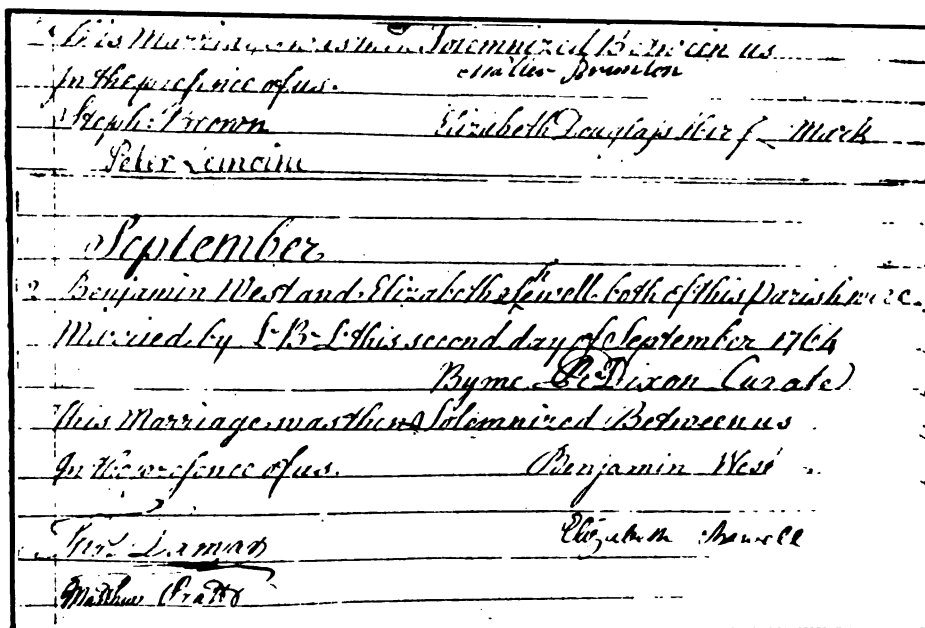 This Marriage was then Solemnized Between us
In the presence of us. Brunton
Steph: Brown Elizabeth Douglass Her Mark
Peter Lemoine
September
2 Benjamin West and Elizabeth Shewell both of this Parish were
Married by L-B-L this second day of September 1764
By me Dixon Curate
This Marriage was then Solemnized Between us
In the presence of us. Benjamin West
Elizabeth Shewell
Matthew Pratt